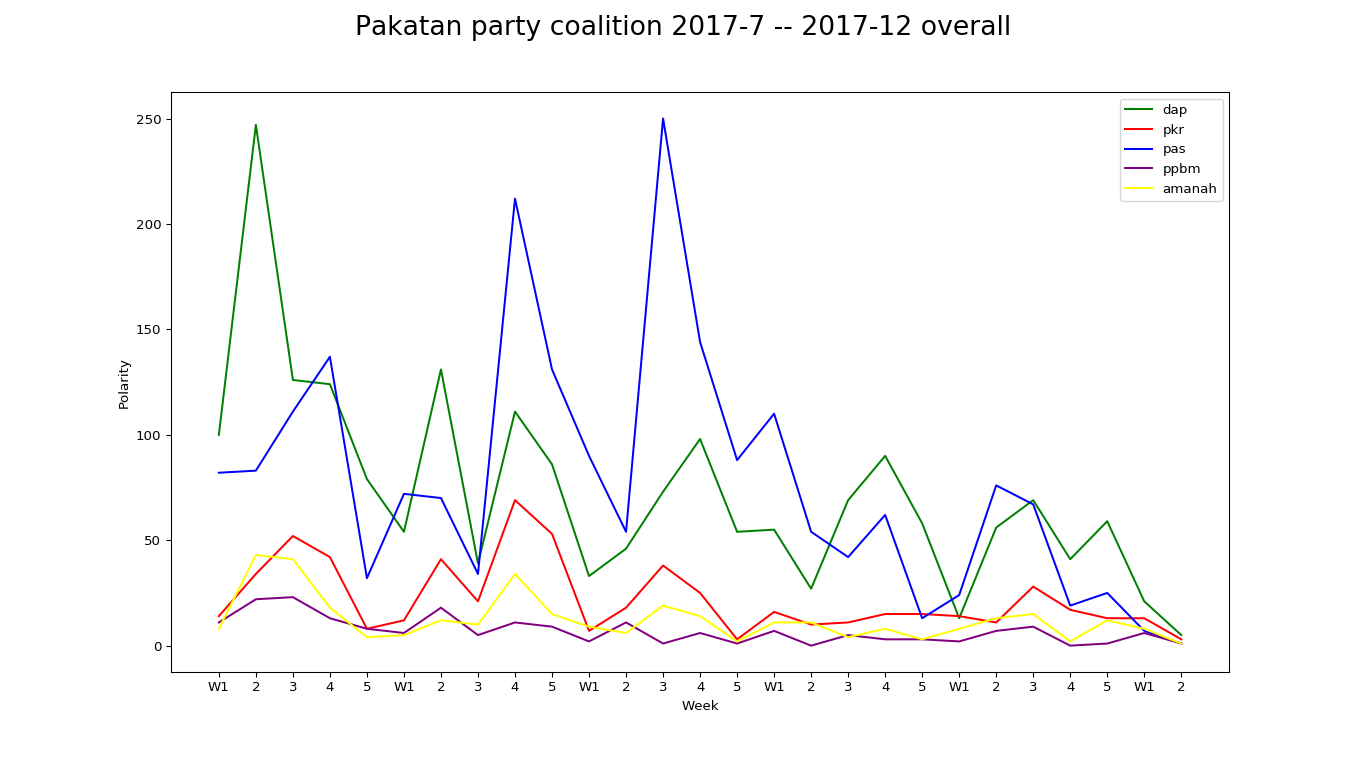 Pakatan party coalition 2017-7 -- 2017-12 overall
dap
pkr
pas
ppbm
amanah
250
200
150
100
50
0
Polarity
W1 2 3 4 5 W1 2 3 4 5 W1 2 3 4 5 W1 2 3 4 5 W1 2 3 4 5 W1 2
Week